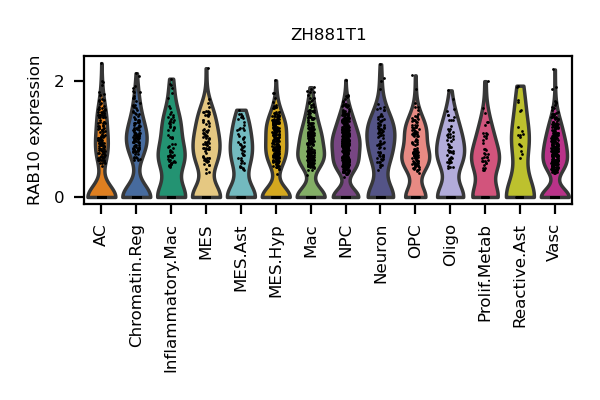 ZH881T1
RAB10 expression
2
0
AC
Chromatin.Reg
Inflammatory.Mac
MES
MES.Ast
MES.Hyp
Mac
NPC
Neuron
OPC
Oligo
Prolif.Metab
Reactive.Ast
Vasc